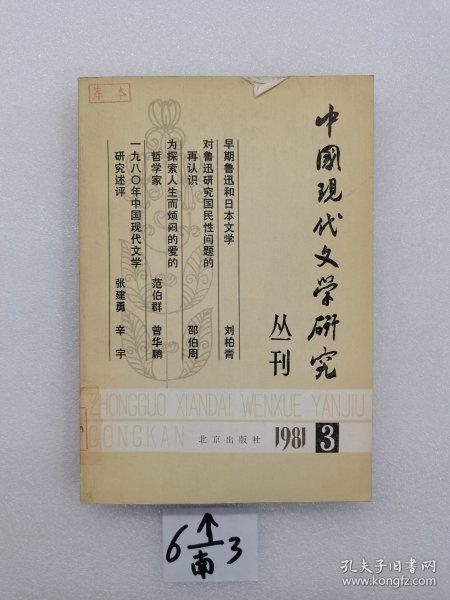 库本
中國現代文学研究
丛刊
早期鲁迅和日本文学 刘柏青
对鲁迅研究国民性问题的
再认识 邵伯周
为探索人生而烦闷的爱的
哲学家 范伯群 曾华鹏
一九八〇年中国现代文学
研究述评 张建勇 辛宇
ZHONGGUO XIANDAI WENXUE YANJIU
CONGKAN
北京出版社 1981 3
6 南 3
孔夫子旧书网
www.kongfz.com